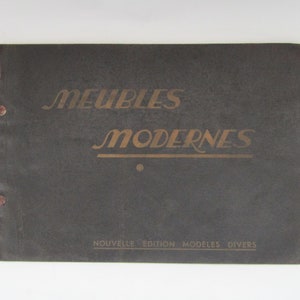 MEUBLES
MODERNES
NOUVELLE EDITION MODELES DIVERS